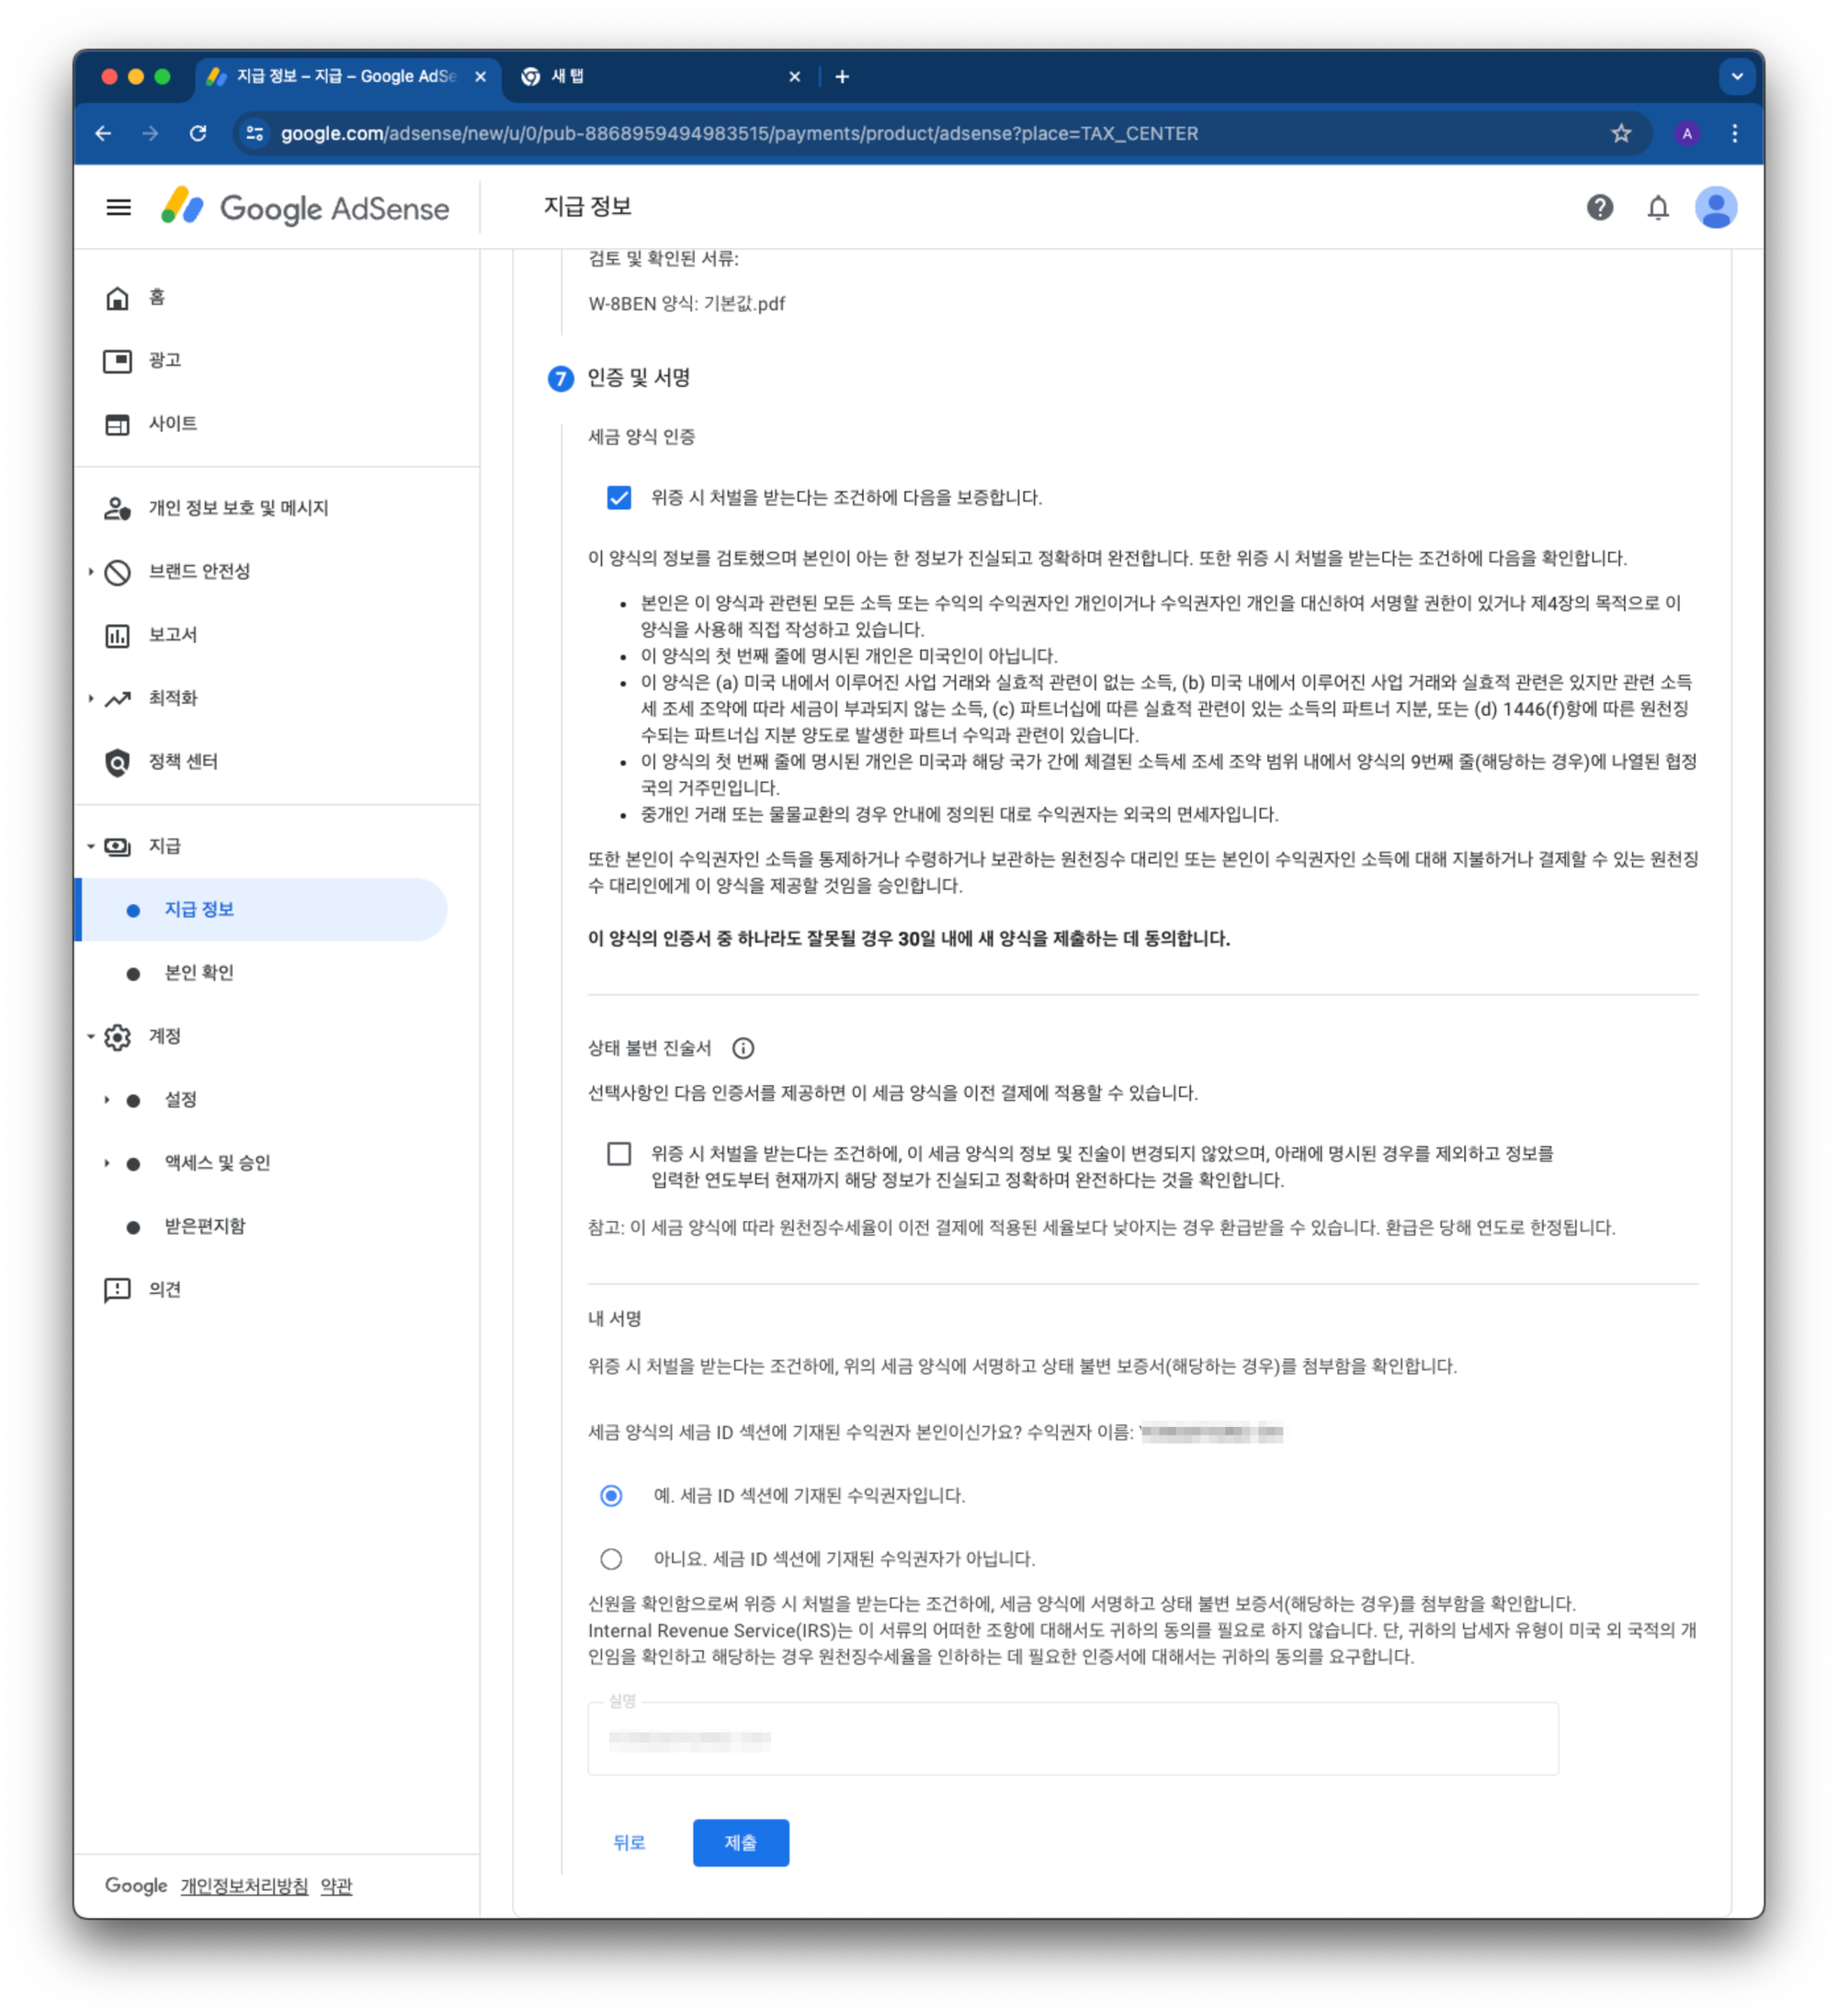 지급 정보 – 지급 – Google AdSe
새 탭
google.com/adsense/new/u/0/pub-8868959494983515/payments/product/adsense?place=TAX_CENTER
A
Google AdSense
지급 정보
홈
광고
사이트
개인 정보 보호 및 메시지
브랜드 안전성
보고서
최적화
정책 센터
지급
지급 정보
본인 확인
계정
설정
액세스 및 승인
받은편지함
의견
Google 개인정보처리방침 약관
검토 및 확인된 서류:
W-8BEN 양식: 기본값.pdf
7 인증 및 서명
세금 양식 인증
위증 시 처벌을 받는다는 조건하에 다음을 보증합니다.
이 양식의 정보를 검토했으며 본인이 아는 한 정보가 진실되고 정확하며 완전합니다. 또한 위증 시 처벌을 받는다는 조건하에 다음을 확인합니다.
• 본인은 이 양식과 관련된 모든 소득 또는 수익의 수익권자인 개인이거나 수익권자인 개인을 대신하여 서명할 권한이 있거나 제4장의 목적으로 이
양식을 사용해 직접 작성하고 있습니다.
• 이 양식의 첫 번째 줄에 명시된 개인은 미국인이 아닙니다.
• 이 양식은 (a) 미국 내에서 이루어진 사업 거래와 실효적 관련이 없는 소득, (b) 미국 내에서 이루어진 사업 거래와 실효적 관련은 있지만 관련 소득
세 조세 조약에 따라 세금이 부과되지 않는 소득, (c) 파트너십에 따른 실효적 관련이 있는 소득의 파트너 지분, 또는 (d) 1446(f)항에 따른 원천징
수되는 파트너십 지분 양도로 발생한 파트너 수익과 관련이 있습니다.
• 이 양식의 첫 번째 줄에 명시된 개인은 미국과 해당 국가 간에 체결된 소득세 조세 조약 범위 내에서 양식의 9번째 줄(해당하는 경우)에 나열된 협정
국의 거주민입니다.
• 중개인 거래 또는 물물교환의 경우 안내에 정의된 대로 수익권자는 외국의 면세자입니다.
또한 본인이 수익권자인 소득을 통제하거나 수령하거나 보관하는 원천징수 대리인 또는 본인이 수익권자인 소득에 대해 지불하거나 결제할 수 있는 원천징
수 대리인에게 이 양식을 제공할 것임을 승인합니다.
이 양식의 인증서 중 하나라도 잘못될 경우 30일 내에 새 양식을 제출하는 데 동의합니다.
상태 불변 진술서
선택사항인 다음 인증서를 제공하면 이 세금 양식을 이전 결제에 적용할 수 있습니다.
위증 시 처벌을 받는다는 조건하에, 이 세금 양식의 정보 및 진술이 변경되지 않았으며, 아래에 명시된 경우를 제외하고 정보를
입력한 연도부터 현재까지 해당 정보가 진실되고 정확하며 완전하다는 것을 확인합니다.
참고: 이 세금 양식에 따라 원천징수세율이 이전 결제에 적용된 세율보다 낮아지는 경우 환급받을 수 있습니다. 환급은 당해 연도로 한정됩니다.
내 서명
위증 시 처벌을 받는다는 조건하에, 위의 세금 양식에 서명하고 상태 불변 보증서(해당하는 경우)를 첨부함을 확인합니다.
세금 양식의 세금 ID 섹션에 기재된 수익권자 본인이신가요? 수익권자 이름:
예. 세금 ID 섹션에 기재된 수익권자입니다.
아니요. 세금 ID 섹션에 기재된 수익권자가 아닙니다.
신원을 확인함으로써 위증 시 처벌을 받는다는 조건하에, 세금 양식에 서명하고 상태 불변 보증서(해당하는 경우)를 첨부함을 확인합니다.
Internal Revenue Service(IRS)는 이 서류의 어떠한 조항에 대해서도 귀하의 동의를 필요로 하지 않습니다. 단, 귀하의 납세자 유형이 미국 외 국적의 개
인임을 확인하고 해당하는 경우 원천징수세율을 인하하는 데 필요한 인증서에 대해서는 귀하의 동의를 요구합니다.
실명
뒤로
제출